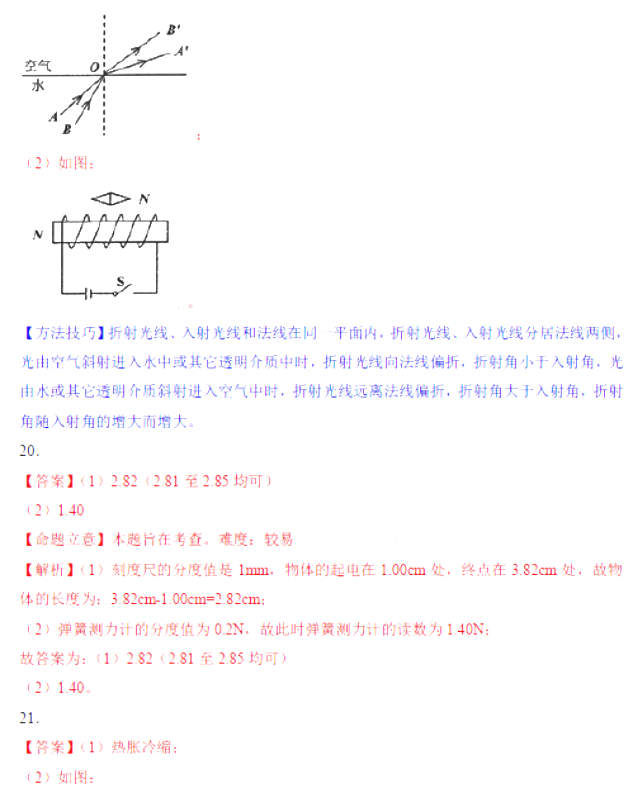 B'
A'
空气
O
水
A
B
；
（2）如图：
N
N
S
。
【方法技巧】折射光线、入射光线和法线在同一平面内，折射光线、入射光线分居法线两侧，
光由空气斜射进入水中或其它透明介质中时，折射光线向法线偏折，折射角小于入射角，光
由水或其它透明介质斜射进入空气中时，折射光线远离法线偏折，折射角大于入射角，折射
角随入射角的增大而增大。
20.
【答案】（1）2.82（2.81 至 2.85 均可）
（2）1.40
【命题立意】本题旨在考查。难度：较易
【解析】（1）刻度尺的分度值是 1mm，物体的起电在 1.00cm 处，终点在 3.82cm 处，故物
体的长度为：3.82cm-1.00cm=2.82cm；
（2）弹簧测力计的分度值为 0.2N，故此时弹簧测力计的读数为 1.40N；
故答案为：（1）2.82（2.81 至 2.85 均可）
（2）1.40。
21.
【答案】（1）热胀冷缩；
（2）如图：